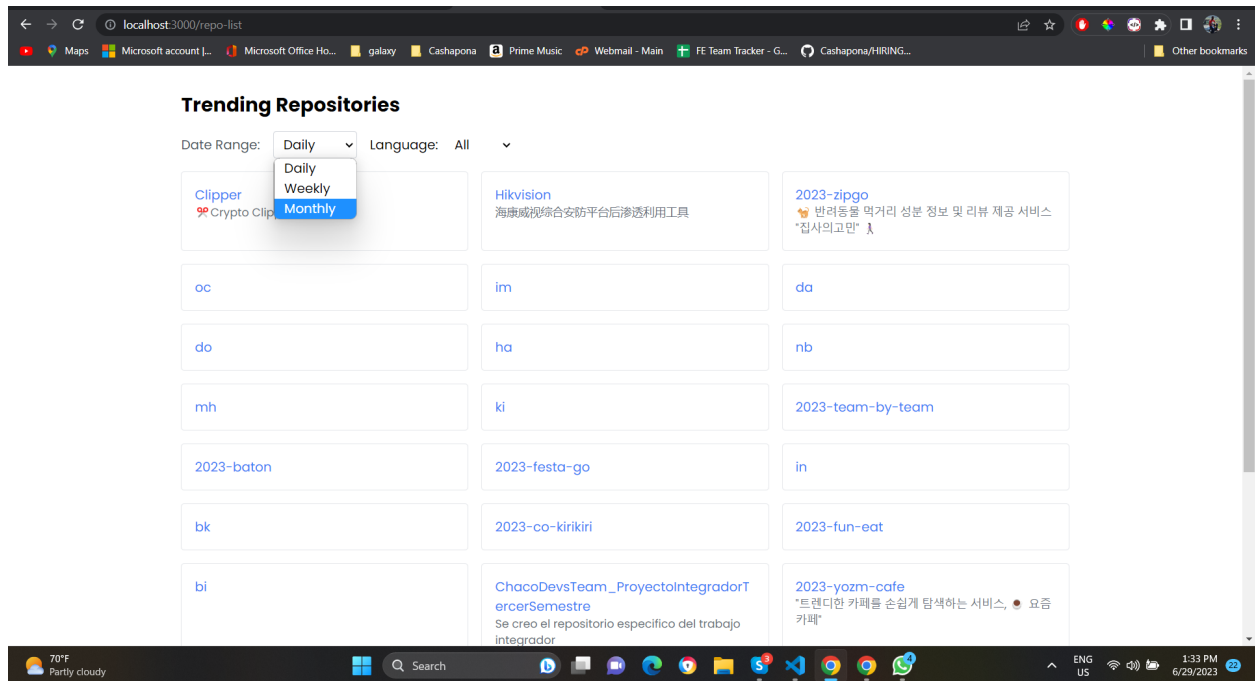 localhost:3000/repo-list
Maps
Microsoft account |...
Microsoft Office Ho...
galaxy
Cashapona
Prime Music
Webmail - Main
FE Team Tracker - G...
Cashapona/HIRING...
Other bookmarks
Trending Repositories
Date Range: Daily Language: All
Daily
Weekly
Monthly
Clipper
Crypto Clip
Hikvision
海康威视综合安防平台后渗透利用工具
2023-zipgo
반려동물 먹거리 성분 정보 및 리뷰 제공 서비스
"집사의고민"
oc
im
da
do
ha
nb
mh
ki
2023-team-by-team
2023-baton
2023-festa-go
in
bk
2023-co-kirikiri
2023-fun-eat
bi
ChacoDevsTeam_ProyectoIntegradorT
ercerSemestre
Se creo el repositorio especifico del trabajo
integrador
2023-yozm-cafe
"트렌디한 카페를 손쉽게 탐색하는 서비스, 요즘
카페"
70°F
Partly cloudy
Search
3
4
ENG
US
1:33 PM
6/29/2023
22